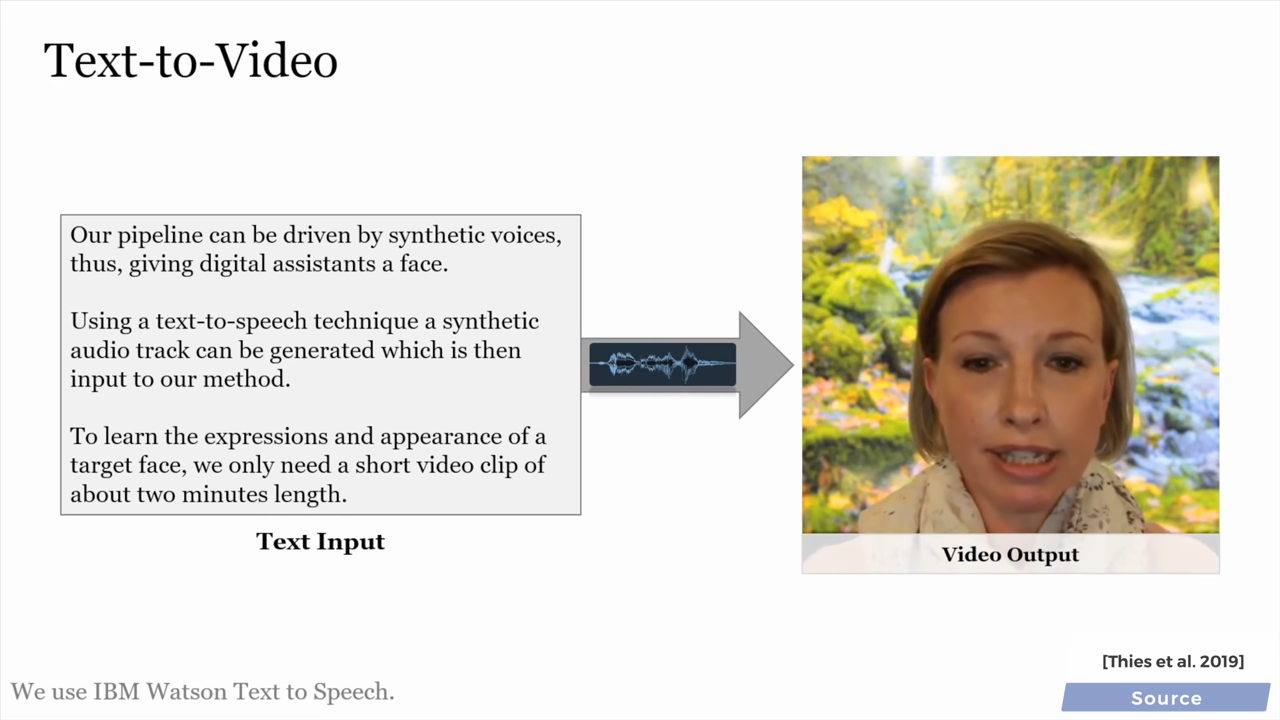 Text-to-Video
Our pipeline can be driven by synthetic voices,
thus, giving digital assistants a face.
Using a text-to-speech technique a synthetic
audio track can be generated which is then
input to our method.
To learn the expressions and appearance of a
target face, we only need a short video clip of
about two minutes length.
Text Input
Video Output
We use IBM Watson Text to Speech.
[Thies et al. 2019]
Source